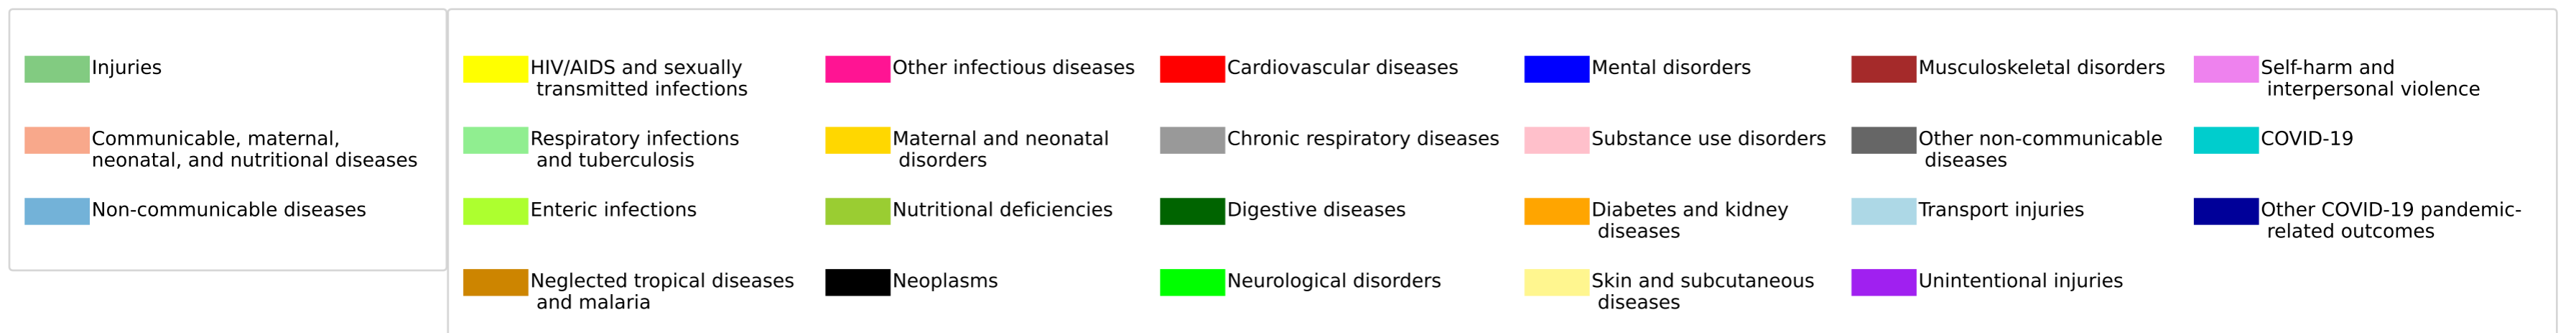 Injuries
Communicable, maternal,
neonatal, and nutritional diseases
Non-communicable diseases
HIV/AIDS and sexually
transmitted infections
Respiratory infections
and tuberculosis
Enteric infections
Neglected tropical diseases
and malaria
Other infectious diseases
Maternal and neonatal
disorders
Nutritional deficiencies
Neoplasms
Cardiovascular diseases
Chronic respiratory diseases
Digestive diseases
Neurological disorders
Mental disorders
Substance use disorders
Diabetes and kidney
diseases
Skin and subcutaneous
diseases
Musculoskeletal disorders
Other non-communicable
diseases
Transport injuries
Unintentional injuries
Self-harm and
interpersonal violence
COVID-19
Other COVID-19 pandemic-
related outcomes